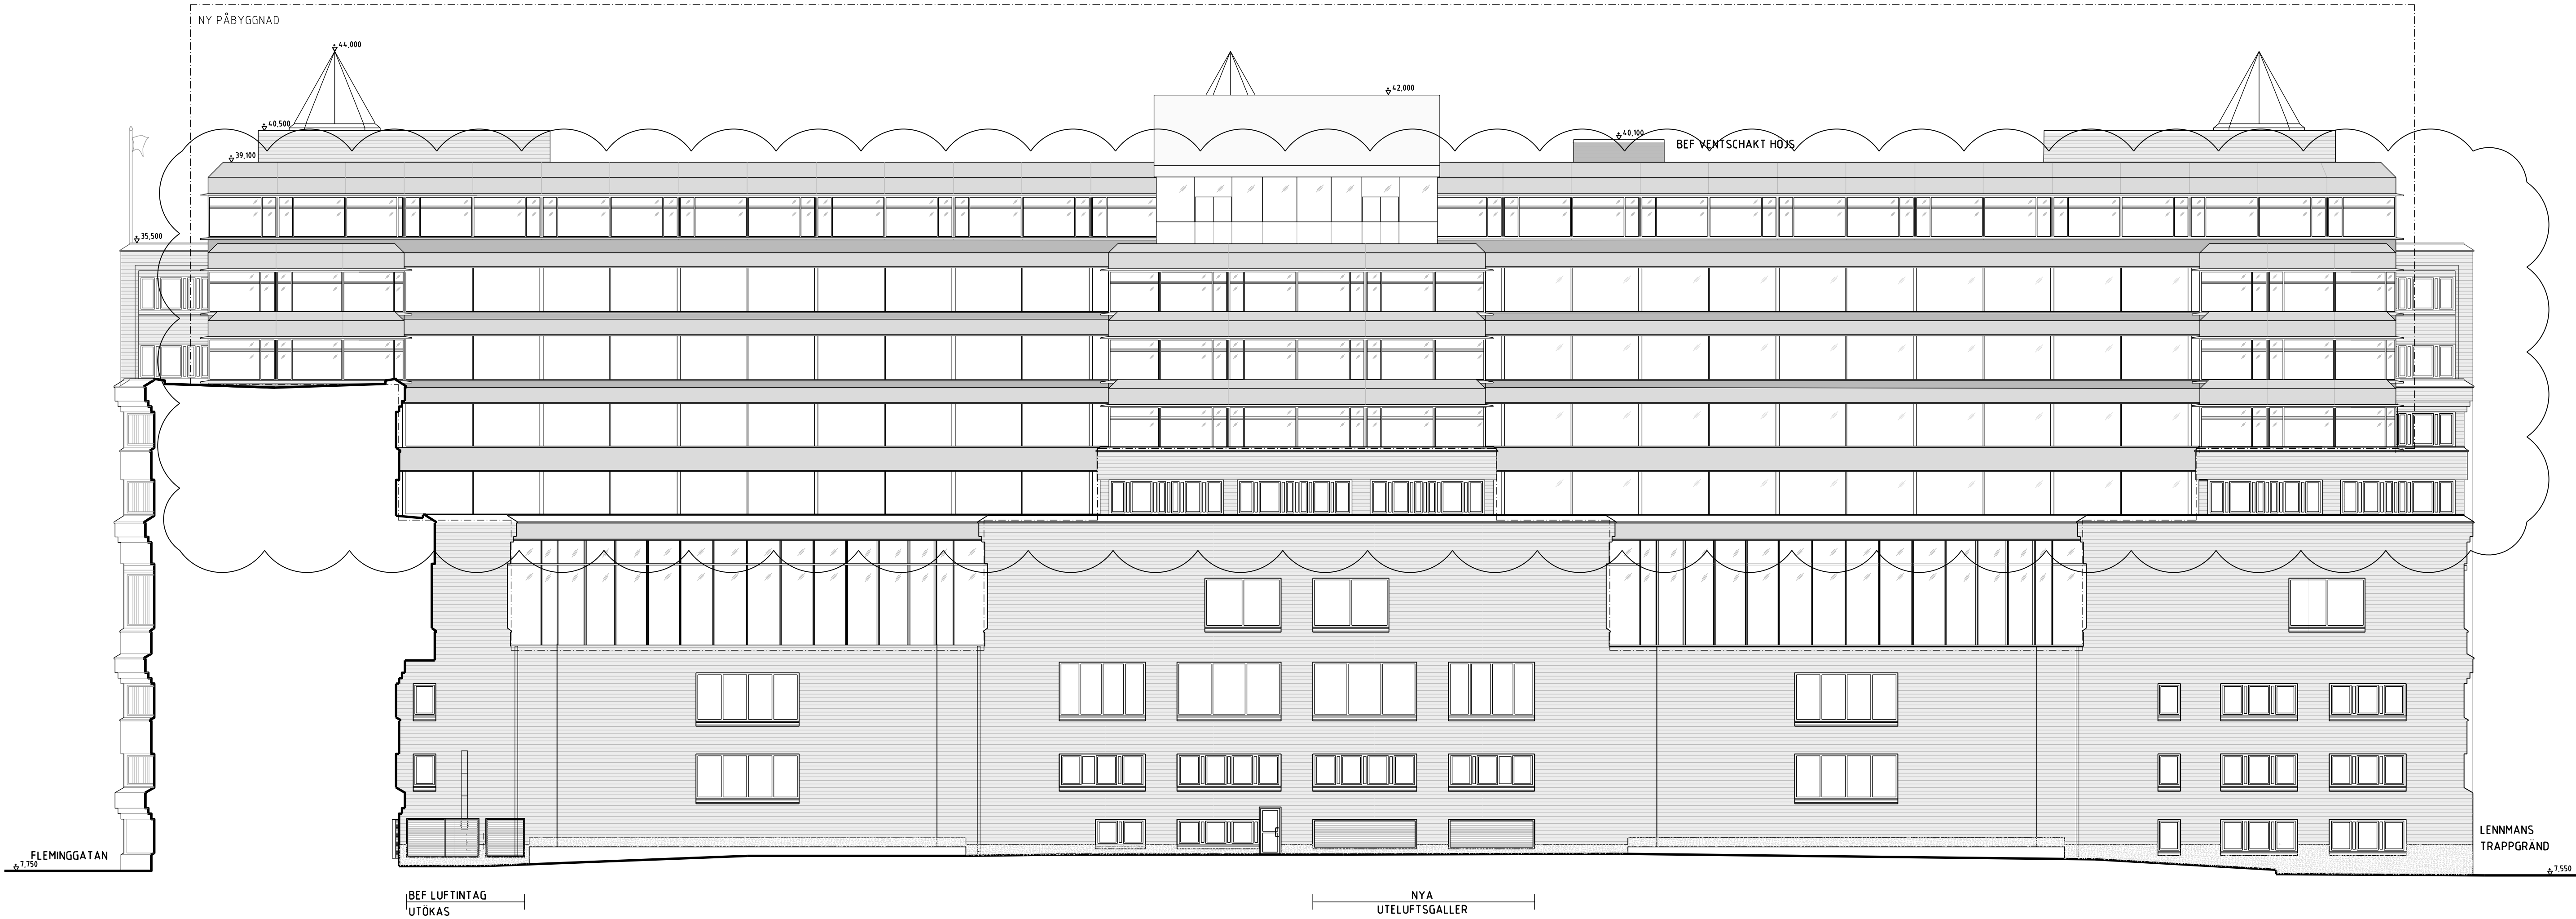 NY PÅBYGGNAD
44,000
42,000
40,500
40,100
BEF VENTSCHAKT HÖJS
39,100
35,500
FLEMINGGATAN
7,750
LENNMANS
TRAPPGRÄND
7,550
BEF LUFTINTAG
UTÖKAS
NYA
UTELUFTSGALLER